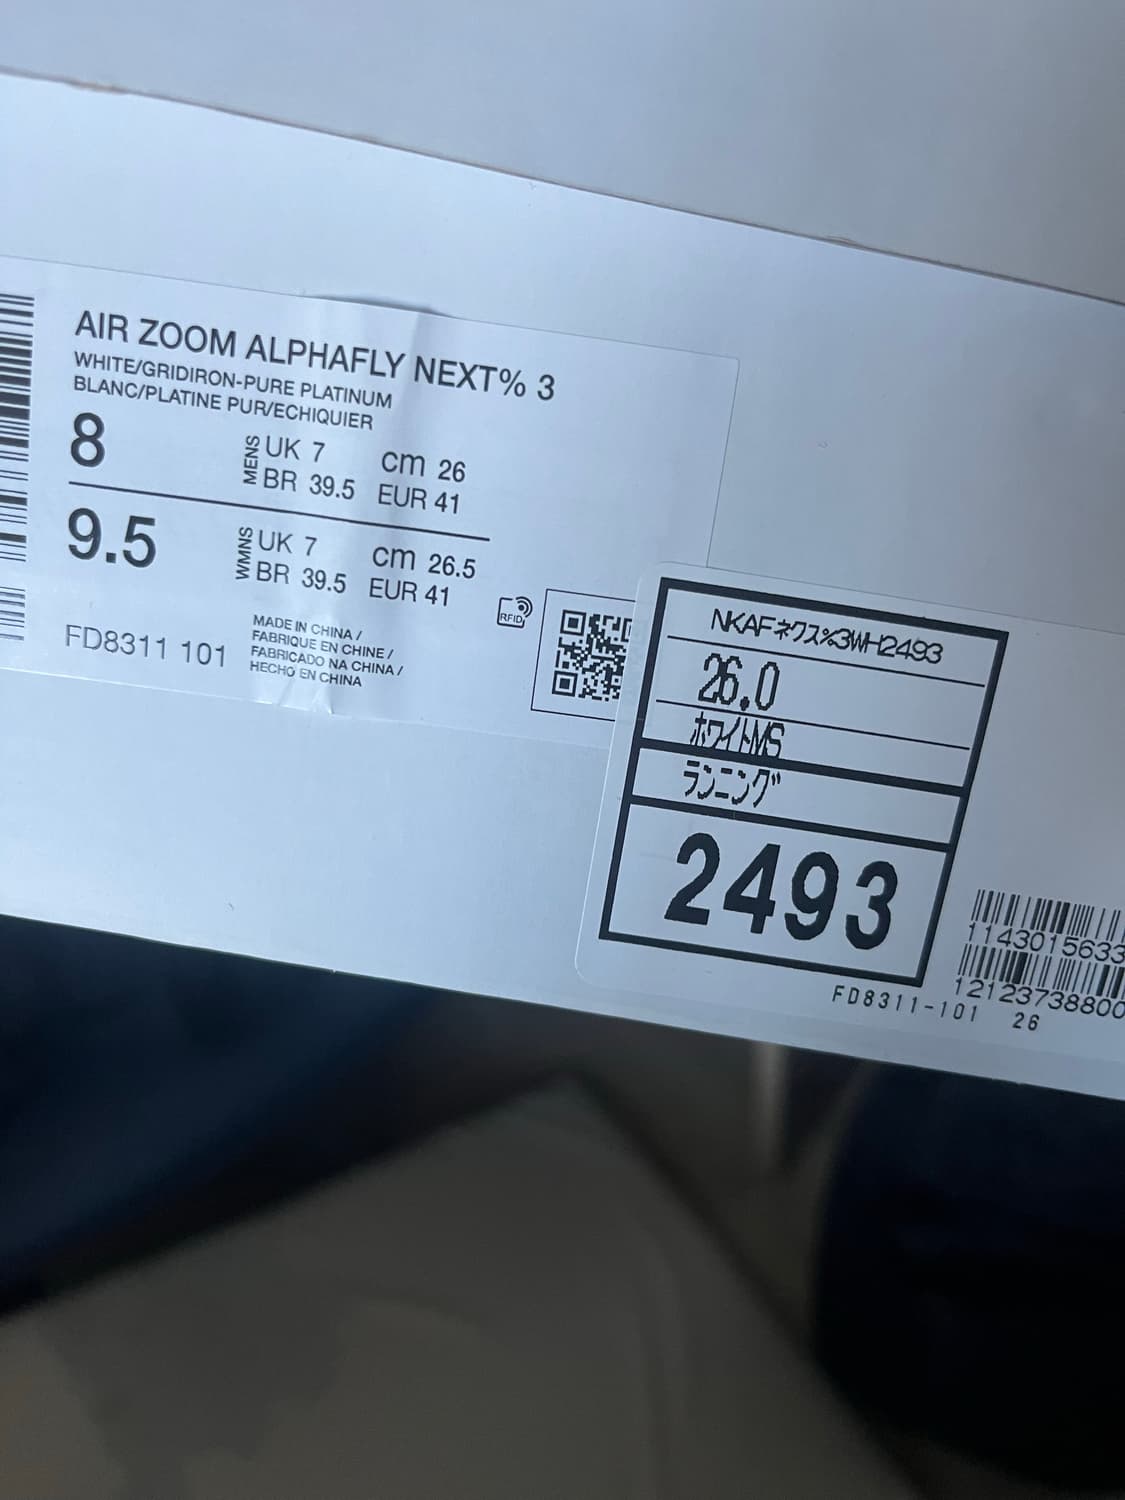 AIR ZOOM ALPHAFLY NEXT% 3
WHITE/GRIDIRON-PURE PLATINUM
BLANC/PLATINE PUR/ECHIQUIER
8 MENS UK 7 cm 26
BR 39.5 EUR 41
9.5 WMNS UK 7 cm 26.5
BR 39.5 EUR 41
FD8311 101
MADE IN CHINA /
FABRIQUE EN CHINE /
FABRICADO NA CHINA /
HECHO EN CHINA
RFID
NKAFネクス%3WH2493
26.0
ホワイトMS
ランニング
2493
1143015633
12123738800
FD8311-101 26